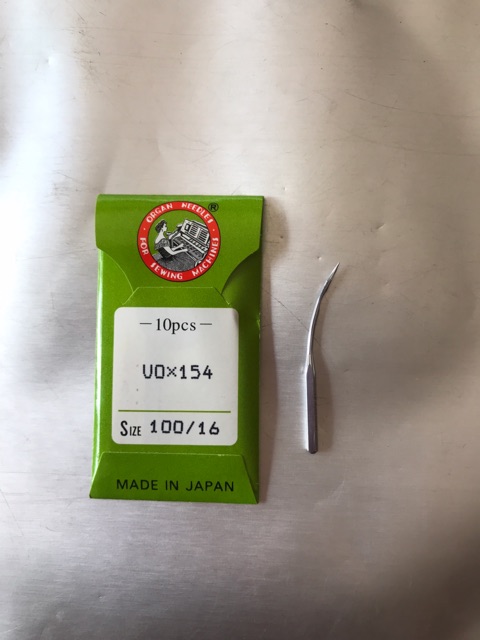 ORGAN NEEDLES ®
FOR SEWING MACHINES
—10pcs—
UO×154
SIZE 100/16
MADE IN JAPAN